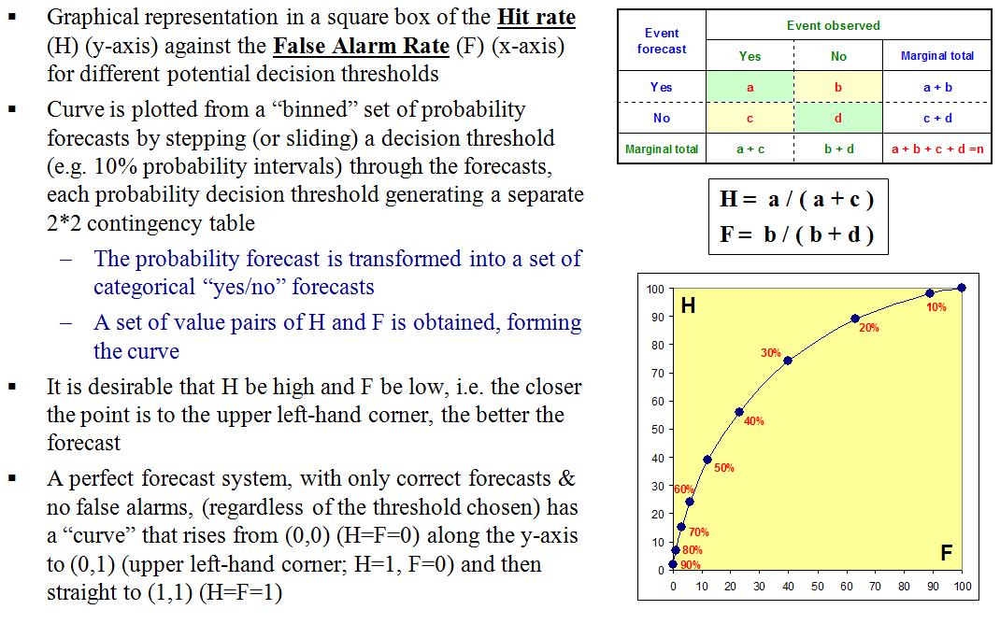 ▪ Graphical representation in a square box of the Hit rate
(H) (y-axis) against the False Alarm Rate (F) (x-axis)
for different potential decision thresholds
▪ Curve is plotted from a “binned” set of probability
forecasts by stepping (or sliding) a decision threshold
(e.g. 10% probability intervals) through the forecasts,
each probability decision threshold generating a separate
2*2 contingency table
– The probability forecast is transformed into a set of
categorical “yes/no” forecasts
– A set of value pairs of H and F is obtained, forming
the curve
▪ It is desirable that H be high and F be low, i.e. the closer
the point is to the upper left-hand corner, the better the
forecast
▪ A perfect forecast system, with only correct forecasts &
no false alarms, (regardless of the threshold chosen) has
a “curve” that rises from (0,0) (H=F=0) along the y-axis
to (0,1) (upper left-hand corner; H=1, F=0) and then
straight to (1,1) (H=F=1)
Event
forecast
Event observed
Yes No Marginal total
Yes a b a + b
No c d c + d
Marginal total a + c b + d a + b + c + d =n
H = a / ( a + c )
F = b / ( b + d )
H
100
90
80
70
60
50
40
30
20
10
0
10%
20%
30%
40%
50%
60%
70%
80%
90%
F
0 10 20 30 40 50 60 70 80 90 100